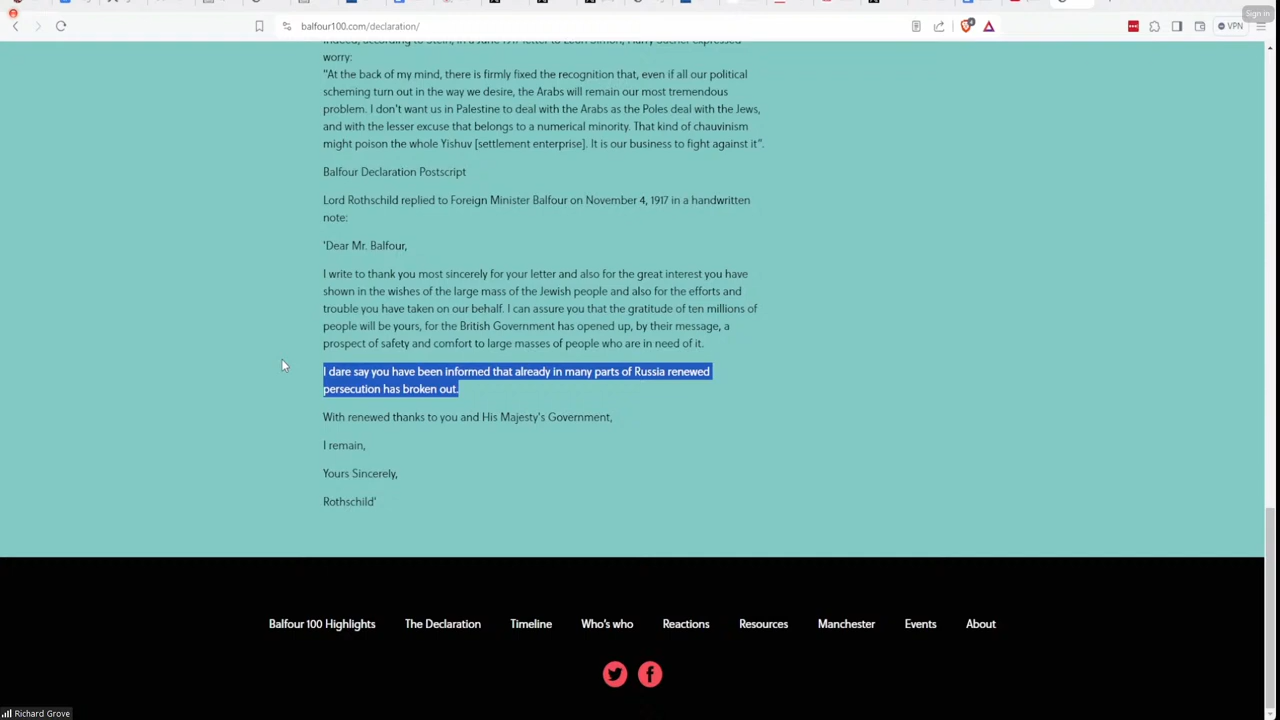 Sign in
balfour100.com/declaration/
VPN
Indeed, according to Stein, in a June 1917 letter to Leon Simon, Harry Sacher expressed
worry:
"At the back of my mind, there is firmly fixed the recognition that, even if all our political
scheming turn out in the way we desire, the Arabs will remain our most tremendous
problem. I don't want us in Palestine to deal with the Arabs as the Poles deal with the Jews,
and with the lesser excuse that belongs to a numerical minority. That kind of chauvinism
might poison the whole Yishuv [settlement enterprise]. It is our business to fight against it".
Balfour Declaration Postscript
Lord Rothschild replied to Foreign Minister Balfour on November 4, 1917 in a handwritten
note:
'Dear Mr. Balfour,
I write to thank you most sincerely for your letter and also for the great interest you have
shown in the wishes of the large mass of the Jewish people and also for the efforts and
trouble you have taken on our behalf. I can assure you that the gratitude of ten millions of
people will be yours, for the British Government has opened up, by their message, a
prospect of safety and comfort to large masses of people who are in need of it.
I dare say you have been informed that already in many parts of Russia renewed
persecution has broken out.
With renewed thanks to you and His Majesty's Government,
I remain,
Yours Sincerely,
Rothschild'
Balfour 100 Highlights The Declaration Timeline Who's who Reactions Resources Manchester Events About
Richard Grove